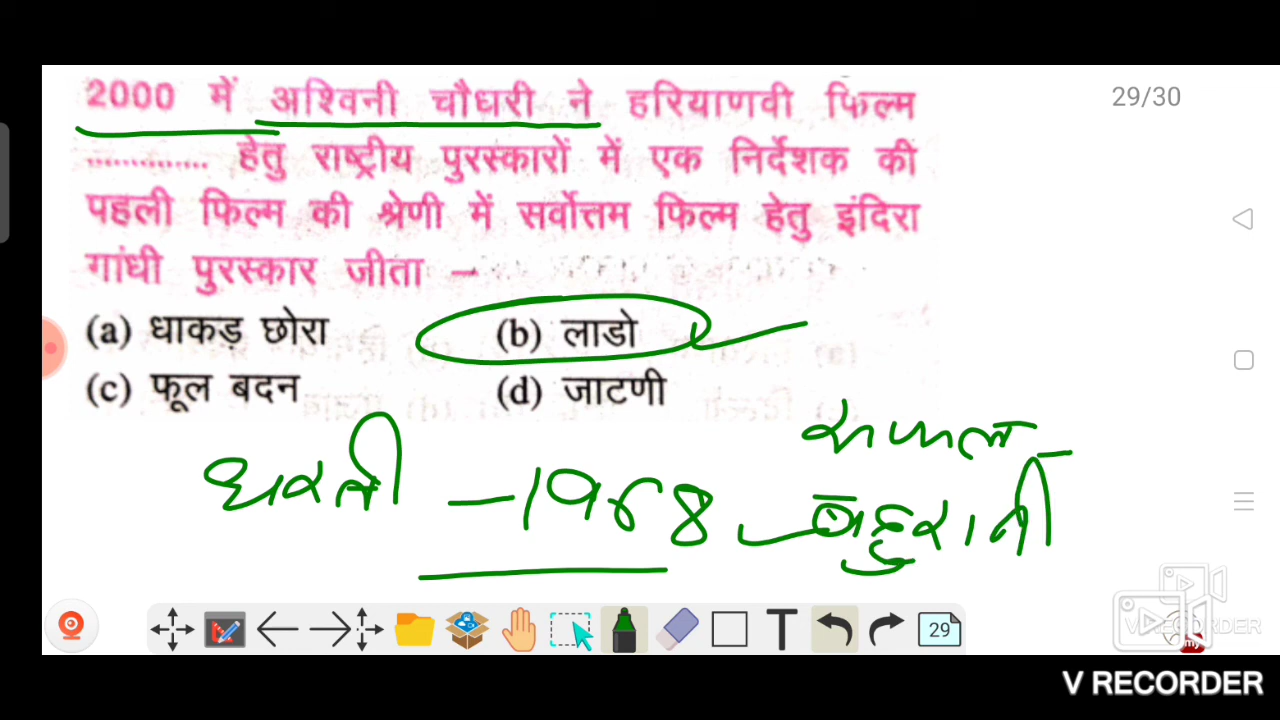 2000 में अश्विनी चौधरी ने हरियाणवी फिल्म
.............. हेतु राष्ट्रीय पुरस्कारों में एक निर्देशक की
पहली फिल्म की श्रेणी में सर्वोत्तम फिल्म हेतु इंदिरा
गांधी पुरस्कार जीता –
(a) धाकड़ छोरा (b) लाडो
(c) फूल बदन (d) जाटणी
धरती – 1968
बहुरानी
29/30
T 29
V RECORDER
V RECORDER